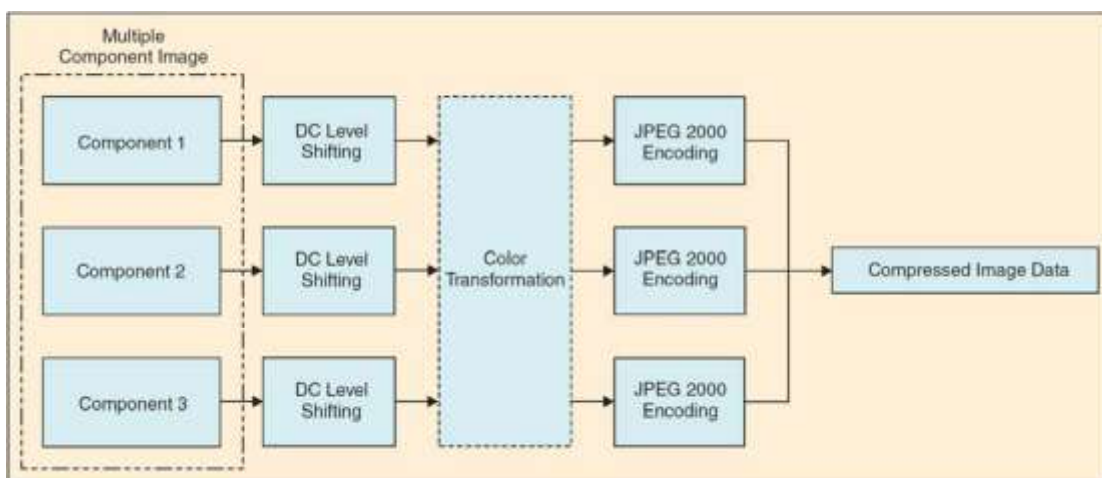 Multiple
Component Image
Component 1
DC Level
Shifting
JPEG 2000
Encoding
Component 2
DC Level
Shifting
Color
Transformation
JPEG 2000
Encoding
Compressed Image Data
Component 3
DC Level
Shifting
JPEG 2000
Encoding